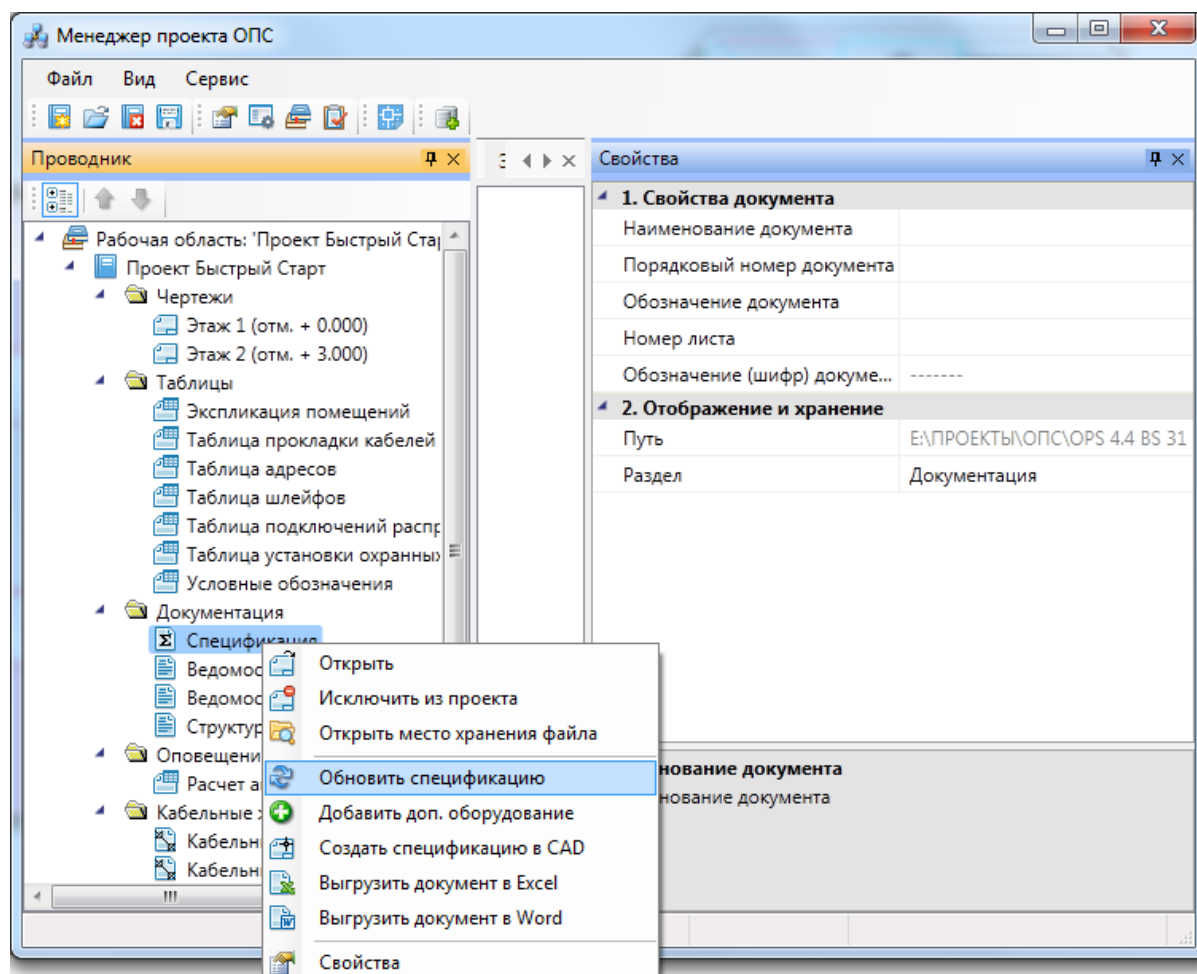 Менеджер проекта ОПС
Файл Вид Сервис
Проводник
Рабочая область: 'Проект Быстрый Ста
Проект Быстрый Старт
Чертежи
Этаж 1 (отм. + 0.000)
Этаж 2 (отм. + 3.000)
Таблицы
Экспликация помещений
Таблица прокладки кабелей
Таблица адресов
Таблица шлейфов
Таблица подключений распр
Таблица установки охранных
Условные обозначения
Документация
Спецификация
Ведомос
Ведомос
Структур
Оповещени
Расчет а
Кабельные
Кабельн
Кабельн
Открыть
Исключить из проекта
Открыть место хранения файла
Обновить спецификацию
Добавить доп. оборудование
Создать спецификацию в CAD
Выгрузить документ в Excel
Выгрузить документ в Word
Свойства
Свойства
1. Свойства документа
Наименование документа
Порядковый номер документа
Обозначение документа
Номер листа
Обозначение (шифр) докуме... -------
2. Отображение и хранение
Путь E:\ПРОЕКТЫ\ОПС\OPS 4.4 BS 31
Раздел Документация
нование документа
нование документа